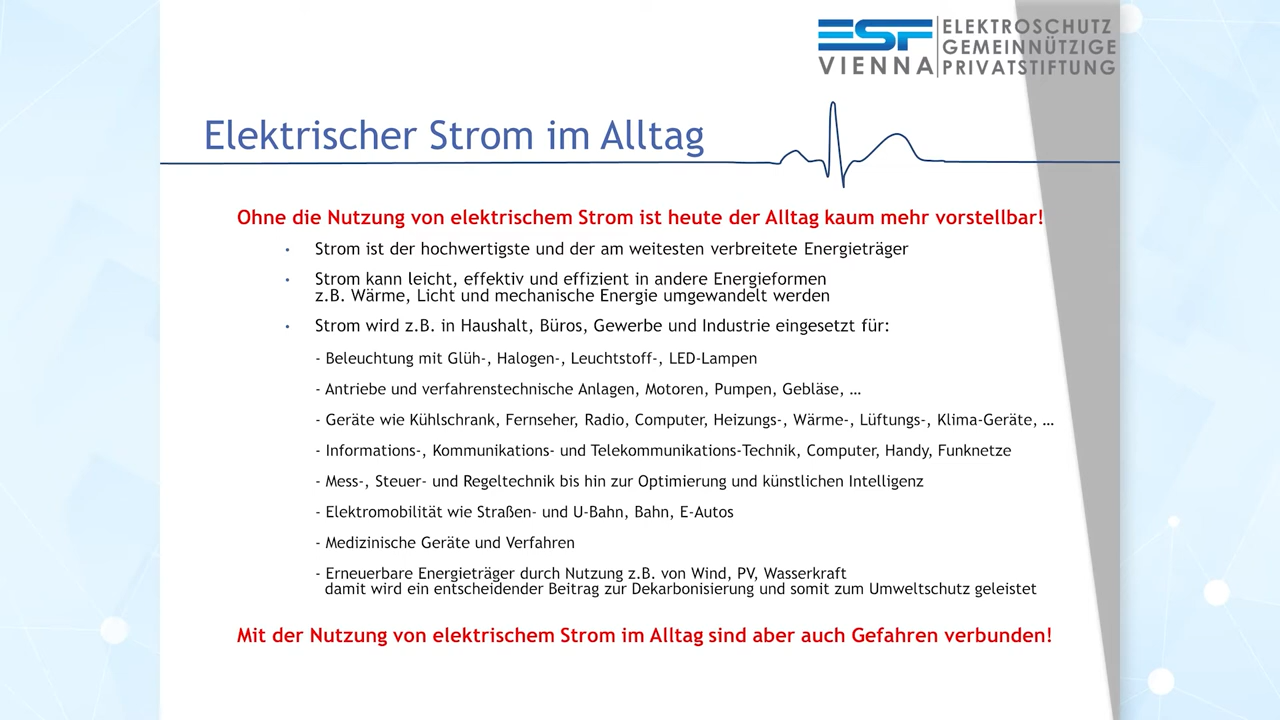 ESF VIENNA
ELEKTROSCHUTZ
GEMEINNÜTZIGE
PRIVATSTIFTUNG
Elektrischer Strom im Alltag
Ohne die Nutzung von elektrischem Strom ist heute der Alltag kaum mehr vorstellbar!
• Strom ist der hochwertigste und der am weitesten verbreitete Energieträger
• Strom kann leicht, effektiv und effizient in andere Energieformen
z.B. Wärme, Licht und mechanische Energie umgewandelt werden
• Strom wird z.B. in Haushalt, Büros, Gewerbe und Industrie eingesetzt für:
- Beleuchtung mit Glüh-, Halogen-, Leuchtstoff-, LED-Lampen
- Antriebe und verfahrenstechnische Anlagen, Motoren, Pumpen, Gebläse, …
- Geräte wie Kühlschrank, Fernseher, Radio, Computer, Heizungs-, Wärme-, Lüftungs-, Klima-Geräte, …
- Informations-, Kommunikations- und Telekommunikations-Technik, Computer, Handy, Funknetze
- Mess-, Steuer- und Regeltechnik bis hin zur Optimierung und künstlichen Intelligenz
- Elektromobilität wie Straßen- und U-Bahn, Bahn, E-Autos
- Medizinische Geräte und Verfahren
- Erneuerbare Energieträger durch Nutzung z.B. von Wind, PV, Wasserkraft
damit wird ein entscheidender Beitrag zur Dekarbonisierung und somit zum Umweltschutz geleistet
Mit der Nutzung von elektrischem Strom im Alltag sind aber auch Gefahren verbunden!